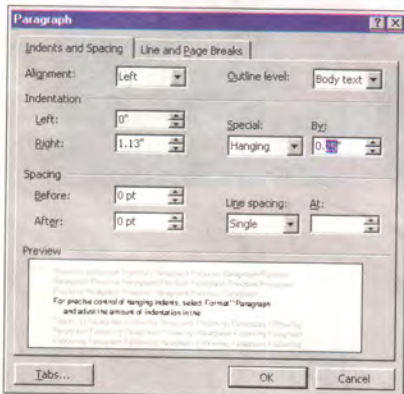 Paragraph
Indents and Spacing
Line and Page Breaks
Alignment: Left Outline level: Body text
Indentation
Left: 0" Special: By:
Right: 1.13" Hanging
Spacing
Before: 0 pt Line spacing: At:
After: 0 pt Single
Preview
For precise control of hanging indents, select Format Paragraph
and adjust the amount of indentation in the
Tabs... OK Cancel